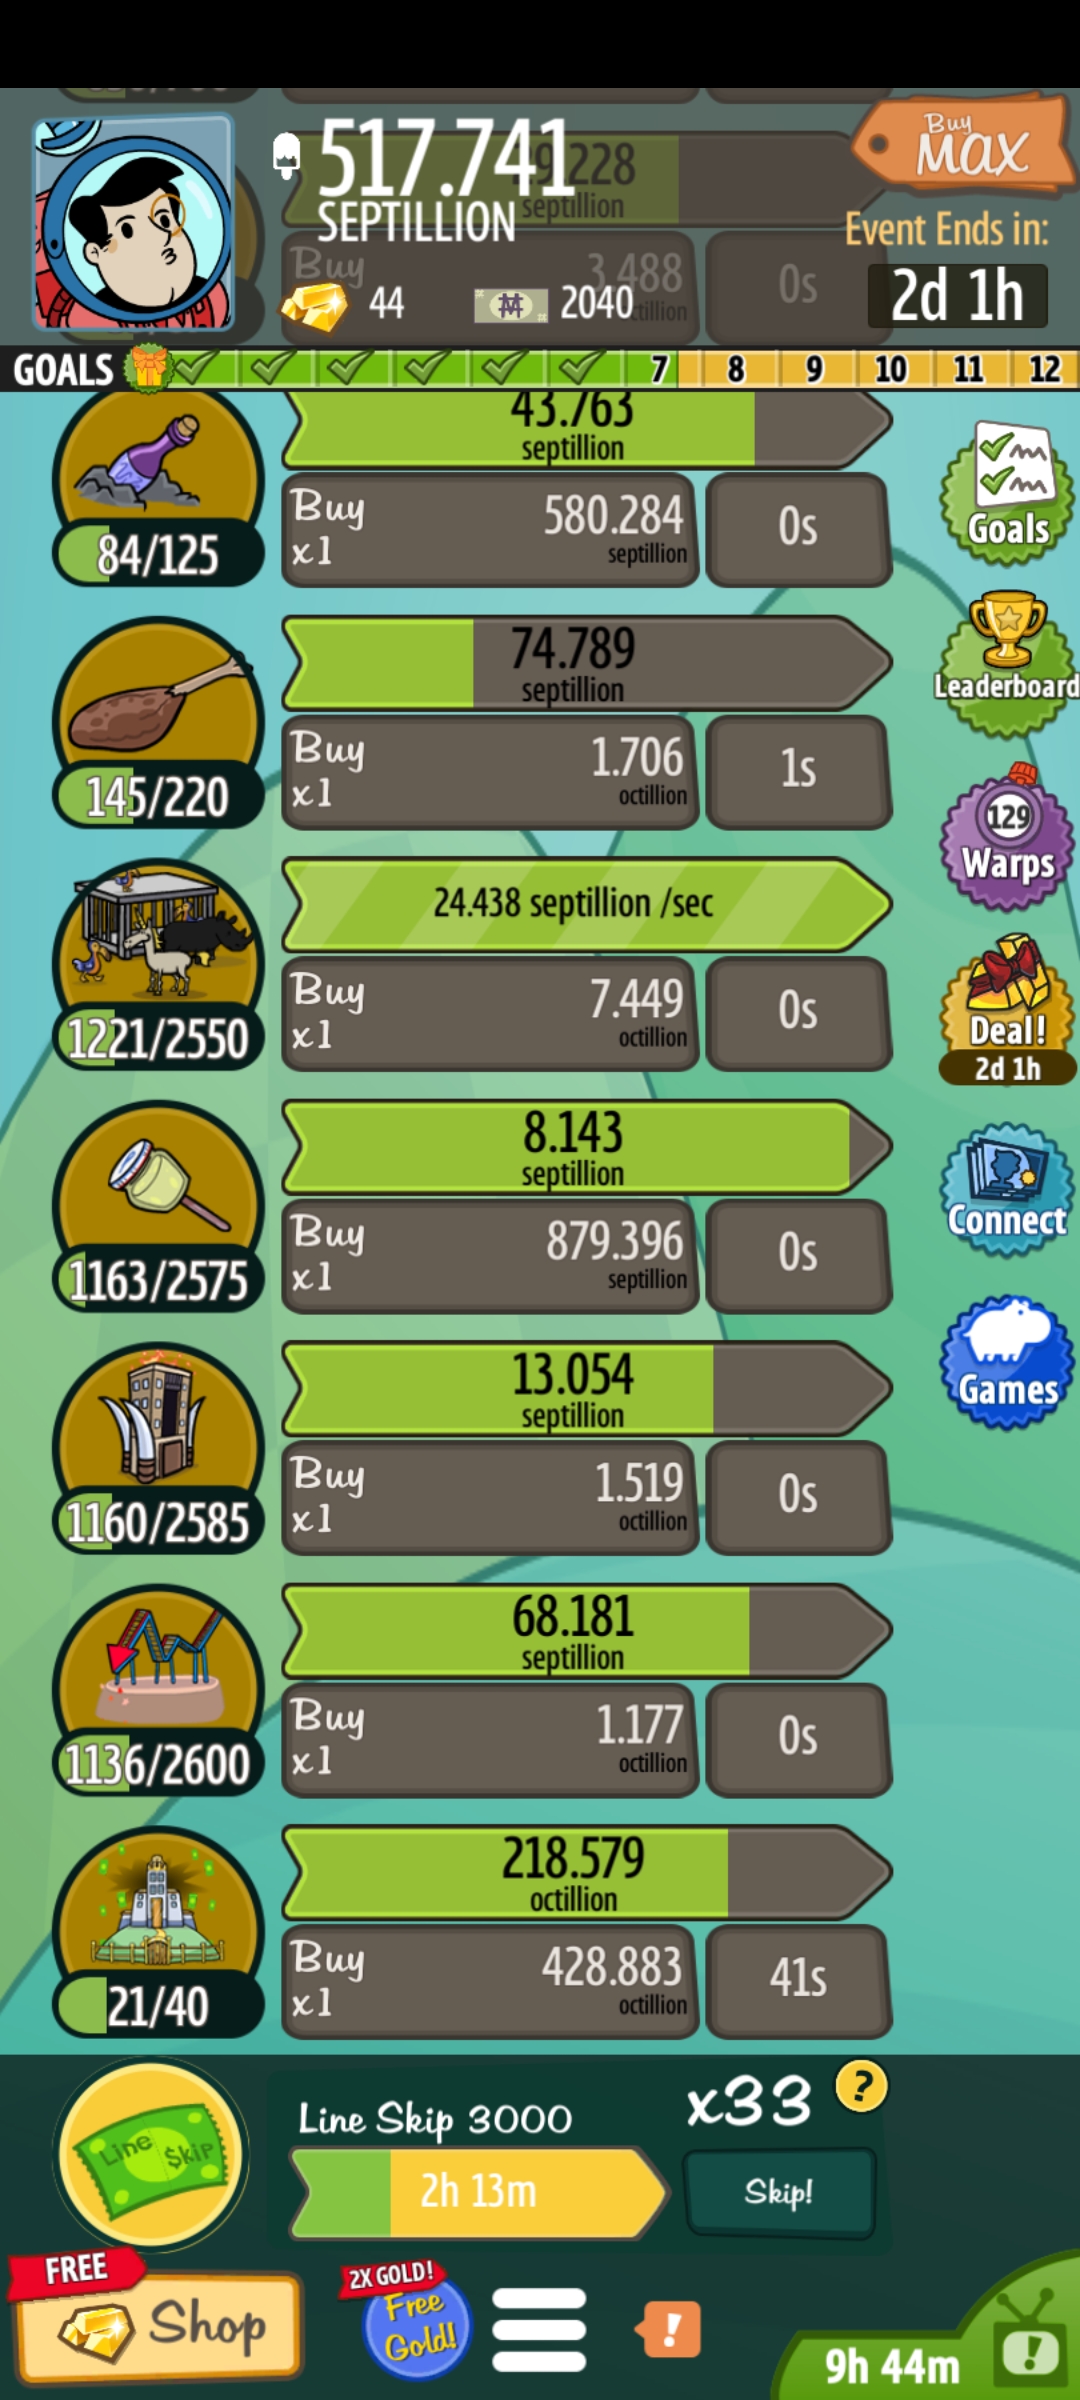 517.741
SEPTILLION
Buy
MAX
Event Ends in:
2d 1h
septillion
Buy
3.488
0s
44
2040
GOALS
7
8
9
10
11
12
43.763
septillion
84/125
Buy
x1
580.284
septillion
0s
Goals
74.789
septillion
145/220
Buy
x1
1.706
octillion
1s
Leaderboard
24.438 septillion /sec
1221/2550
Buy
x1
7.449
octillion
0s
129
Warps
Deal!
2d 1h
8.143
septillion
1163/2575
Buy
x1
879.396
septillion
0s
Connect
13.054
septillion
1160/2585
Buy
x1
1.519
octillion
0s
Games
68.181
septillion
1136/2600
Buy
x1
1.177
octillion
0s
218.579
octillion
21/40
Buy
x1
428.883
octillion
41s
Line $kip
Line Skip 3000
x33
?
2h 13m
Skip!
FREE
Shop
2X GOLD!
Free
Gold!
!
9h 44m
!